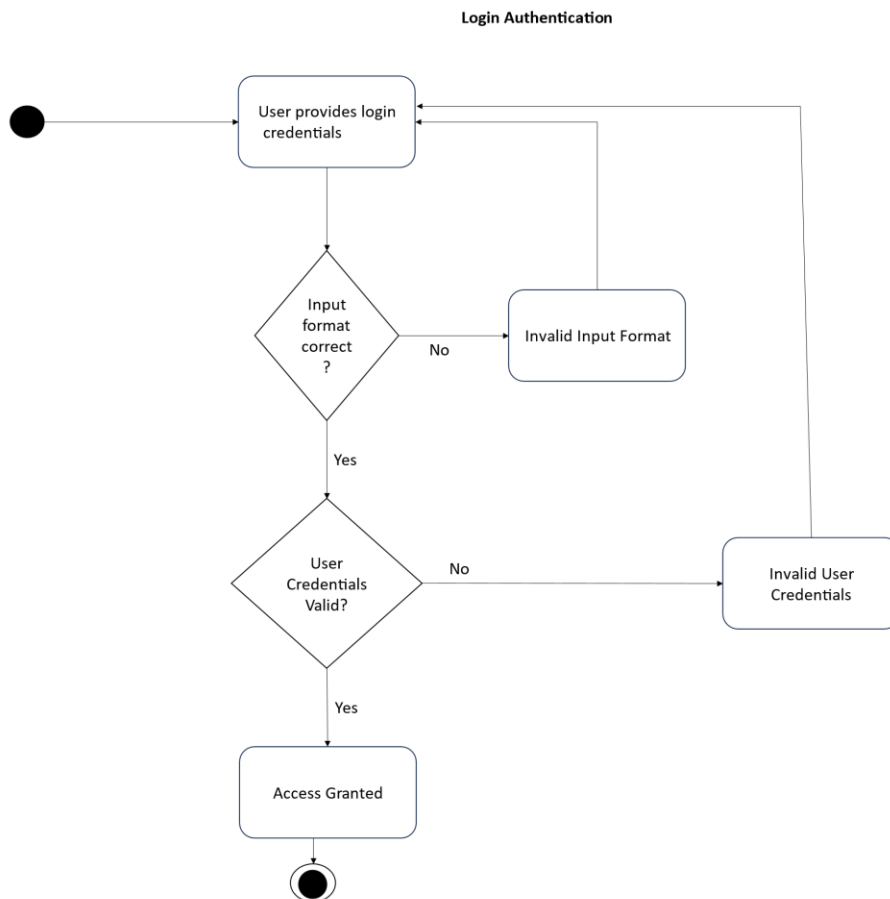 Login Authentication
User provides login
credentials
Input
format
correct
?
No
Invalid Input Format
Yes
User
Credentials
Valid?
No
Invalid User
Credentials
Yes
Access Granted